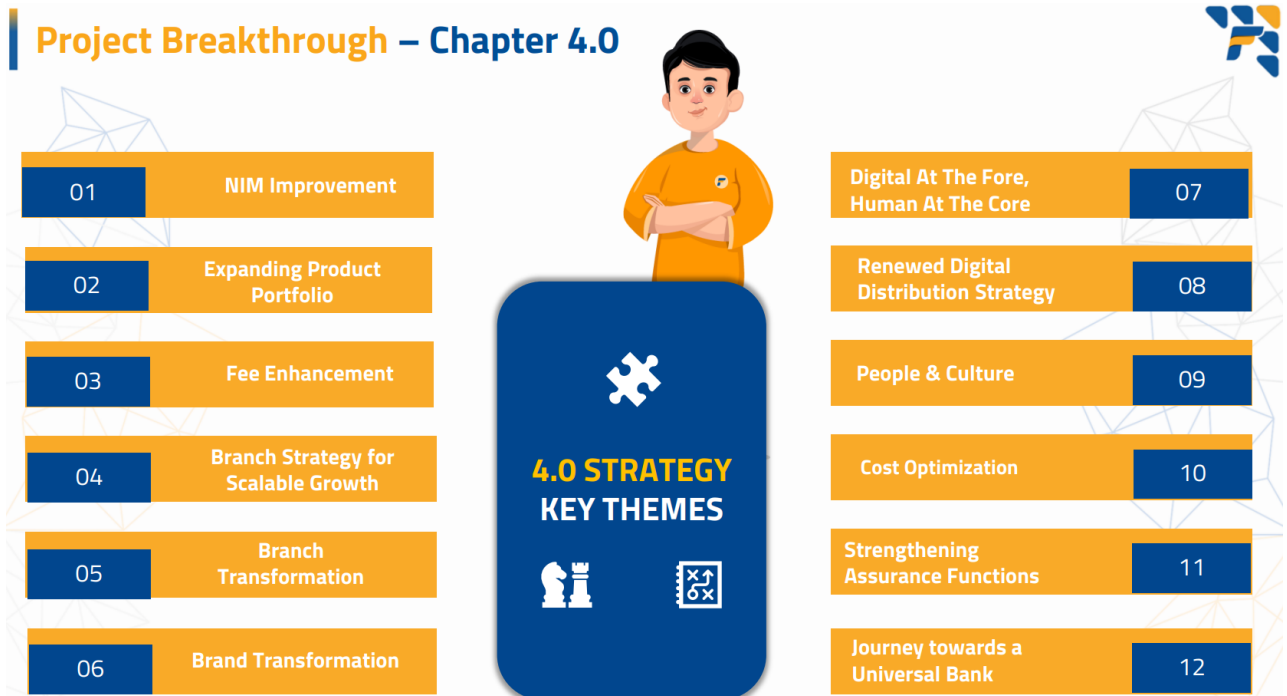 Project Breakthrough – Chapter 4.0
01
NIM Improvement
02
Expanding Product
Portfolio
03
Fee Enhancement
04
Branch Strategy for
Scalable Growth
05
Branch
Transformation
06
Brand Transformation
4.0 STRATEGY
KEY THEMES
Digital At The Fore,
Human At The Core
07
Renewed Digital
Distribution Strategy
08
People & Culture
09
Cost Optimization
10
Strengthening
Assurance Functions
11
Journey towards a
Universal Bank
12